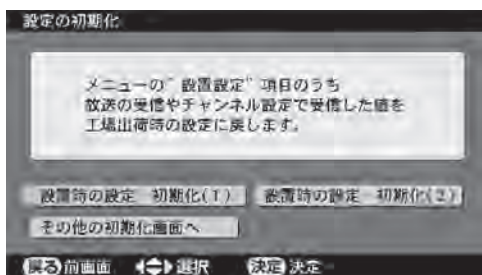 設定の初期化
メニューの"設置設定"項目のうち
放送の受信やチャンネル設定で受信した値を
工場出荷時の設定に戻します。
設置時の設定 初期化(1) 設置時の設定 初期化(2)
その他の初期化画面へ
戻る 前画面 選択 決定 決定